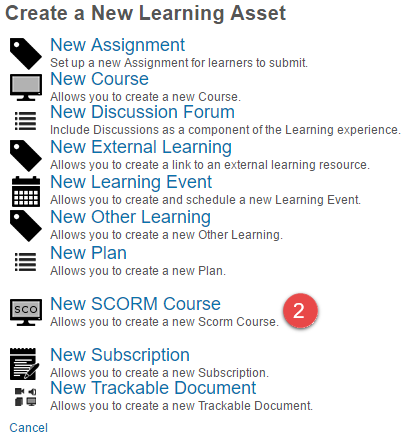 Create a New Learning Asset
New Assignment
Set up a new Assignment for learners to submit.
New Course
Allows you to create a new Course.
New Discussion Forum
Include Discussions as a component of the Learning experience.
New External Learning
Allows you to create a link to an external learning resource.
New Learning Event
Allows you to create and schedule a new Learning Event.
New Other Learning
Allows you to create a new Other Learning.
New Plan
Allows you to create a new Plan.
SCO
New SCORM Course
Allows you to create a new Scorm Course.
2
New Subscription
Allows you to create a new Subscription.
New Trackable Document
Allows you to create a new Trackable Document.
Cancel